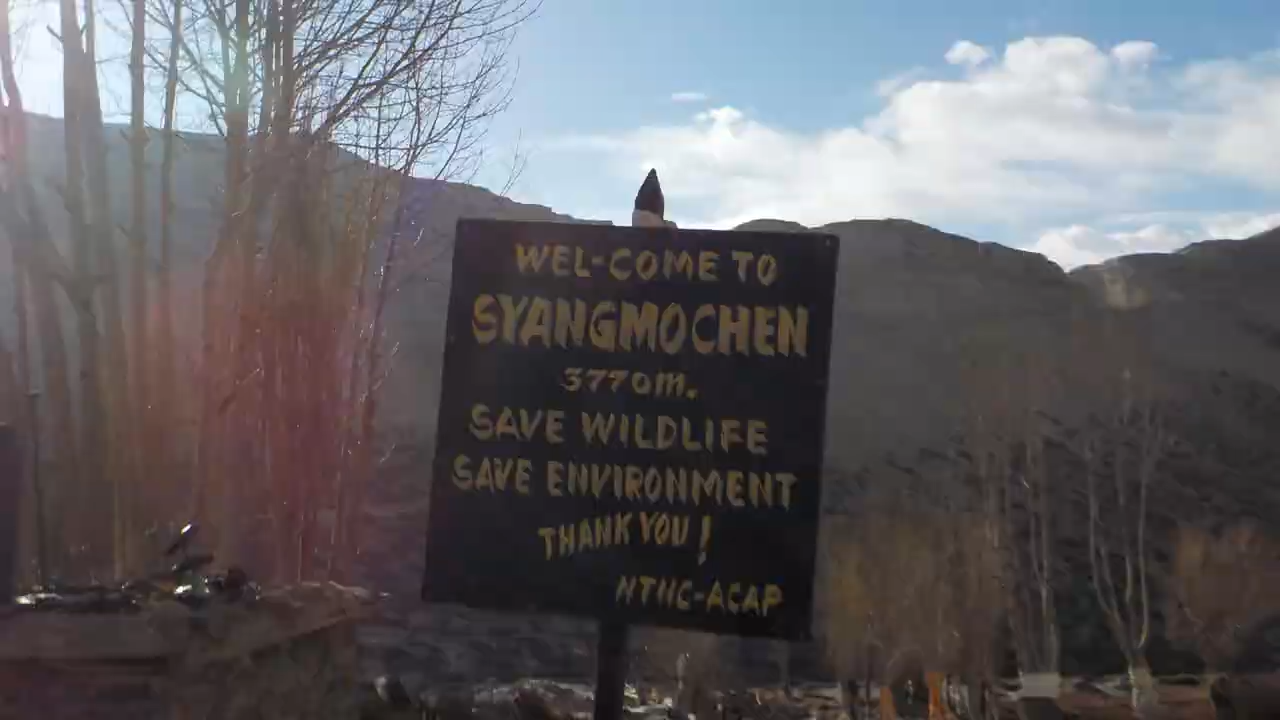 WEL-COME TO
SYANGMOCHEN
3770m.
SAVE WILDLIFE
SAVE ENVIRONMENT
THANK YOU!
NTNC-ACAP